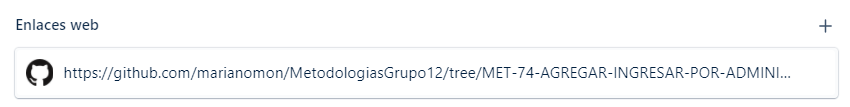 Enlaces web
https://github.com/marianomon/MetodologiasGrupo12/tree/MET-74-AGREGAR-INGRESAR-POR-ADMINI...